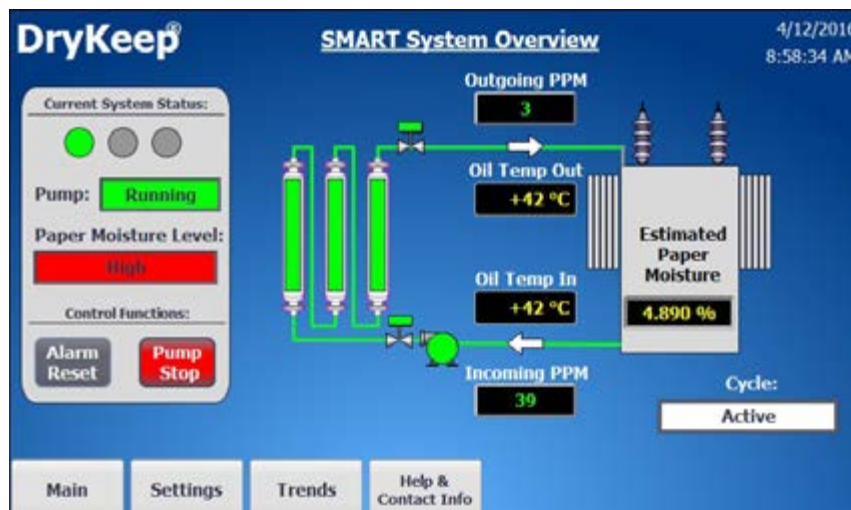 DryKeep®
SMART System Overview
4/12/2016
8:58:34 AM
Current System Status:
Pump:
Running
Paper Moisture Level:
High
Control Functions:
Alarm
Reset
Pump
Stop
Outgoing PPM
3
Oil Temp Out
+42 °C
Oil Temp In
+42 °C
Incoming PPM
39
Estimated
Paper
Moisture
4.890 %
Cycle:
Active
Main
Settings
Trends
Help &
Contact Info